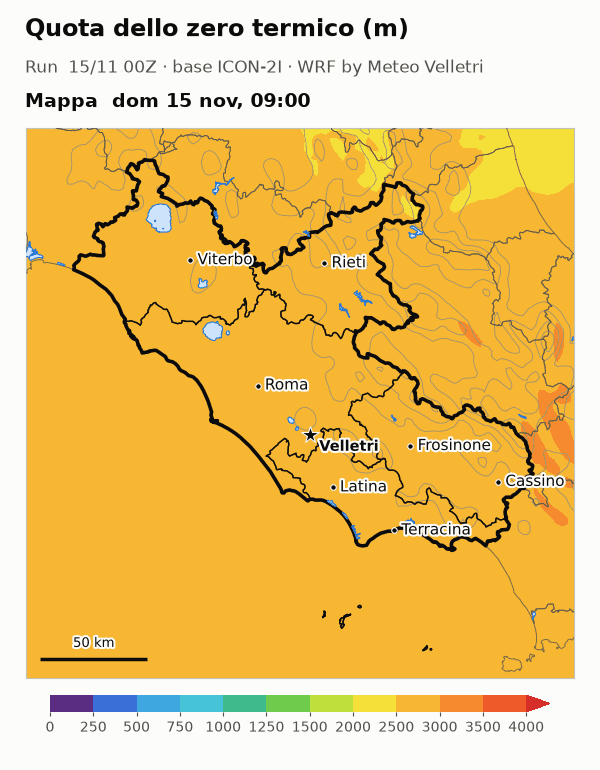 Quota dello zero termico (m)
Run  15/11 00Z · base ICON-2I · WRF by Meteo Velletri
Mappa  dom 15 nov, 09:00
Viterbo
Rieti
Roma
Velletri
Frosinone
Latina
Cassino
Terracina
50 km
0 250 500 750 1000 1250 1500 2000 2500 3000 3500 4000